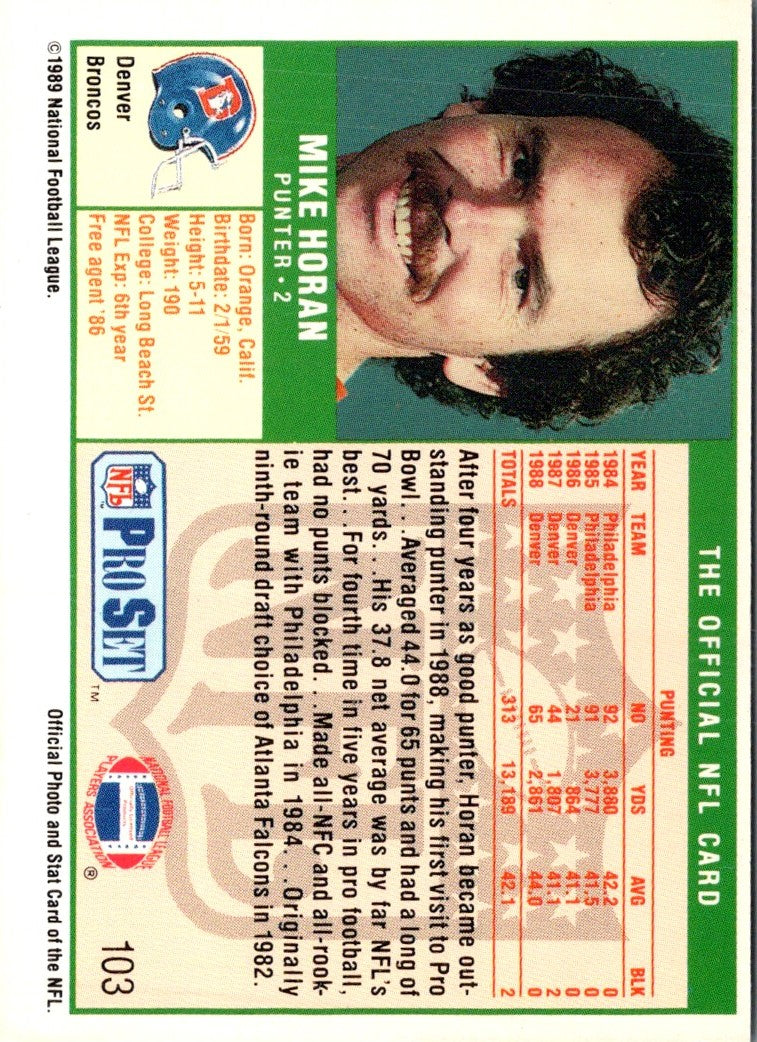 THE OFFICIAL NFL CARD
MIKE HORAN
PUNTER • 2
Denver
Broncos
Born: Orange, Calif.
Birthdate: 2/1/59
Height: 5-11
Weight: 190
College: Long Beach St.
NFL Exp: 6th year
Free agent '86
PUNTING
YEAR TEAM NO YDS AVG BLK
1984 Philadelphia 92 3,880 42.2 0
1985 Philadelphia 91 3,777 41.5 0
1986 Denver 21 864 41.1 0
1987 Denver 44 1,807 41.1 2
1988 Denver 65 2,861 44.0 0
TOTALS 313 13,189 42.1 2
After four years as good punter, Horan became out-
standing punter in 1988, making his first visit to Pro
Bowl. . .Averaged 44.0 for 65 punts and had a long of
70 yards. . .His 37.8 net average was by far NFL's
best. . .For fourth time in five years in pro football,
had no punts blocked. . .Made all-NFC and all-rook-
ie team with Philadelphia in 1984. . .Originally
ninth-round draft choice of Atlanta Falcons in 1982.
NFL PRO SET ™
NATIONAL FOOTBALL LEAGUE
PLAYERS ASSOCIATION ®
103
© 1989 National Football League.
Official Photo and Stat Card of the NFL.